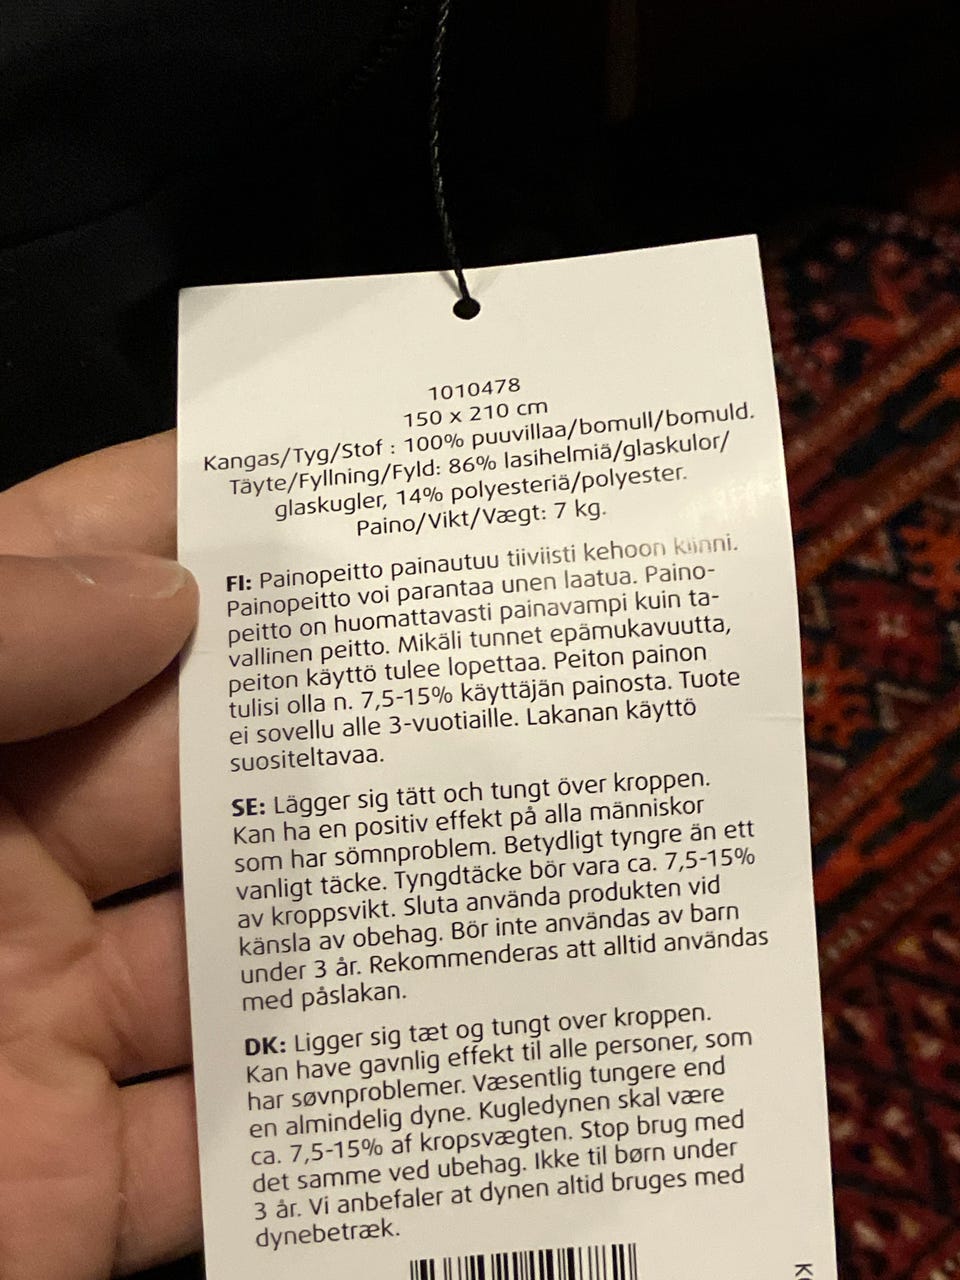 1010478
150 x 210 cm
Kangas/Tyg/Stof : 100% puuvillaa/bomull/bomuld.
Täyte/Fyllning/Fyld: 86% lasihelmiä/glaskulor/
glaskugler, 14% polyesteriä/polyester.
Paino/Vikt/Vægt: 7 kg.
FI: Painopeitto painautuu tiiviisti kehoon kiinni.
Painopeitto voi parantaa unen laatua. Paino-
peitto on huomattavasti painavampi kuin ta-
vallinen peitto. Mikäli tunnet epämukavuutta,
peiton käyttö tulee lopettaa. Peiton painon
tulisi olla n. 7,5-15% käyttäjän painosta. Tuote
ei sovellu alle 3-vuotiaille. Lakanan käyttö
suositeltavaa.
SE: Lägger sig tätt och tungt över kroppen.
Kan ha en positiv effekt på alla människor
som har sömnproblem. Betydligt tyngre än ett
vanligt täcke. Tyngdtäcke bör vara ca. 7,5-15%
av kroppsvikt. Sluta använda produkten vid
känsla av obehag. Bör inte användas av barn
under 3 år. Rekommenderas att alltid användas
med påslakan.
DK: Ligger sig tæt og tungt over kroppen.
Kan have gavnlig effekt til alle personer, som
har søvnproblemer. Væsentlig tungere end
en almindelig dyne. Kugledynen skal være
ca. 7,5-15% af kropsvægten. Stop brug med
det samme ved ubehag. Ikke til børn under
3 år. Vi anbefaler at dynen altid bruges med
dynebetræk.